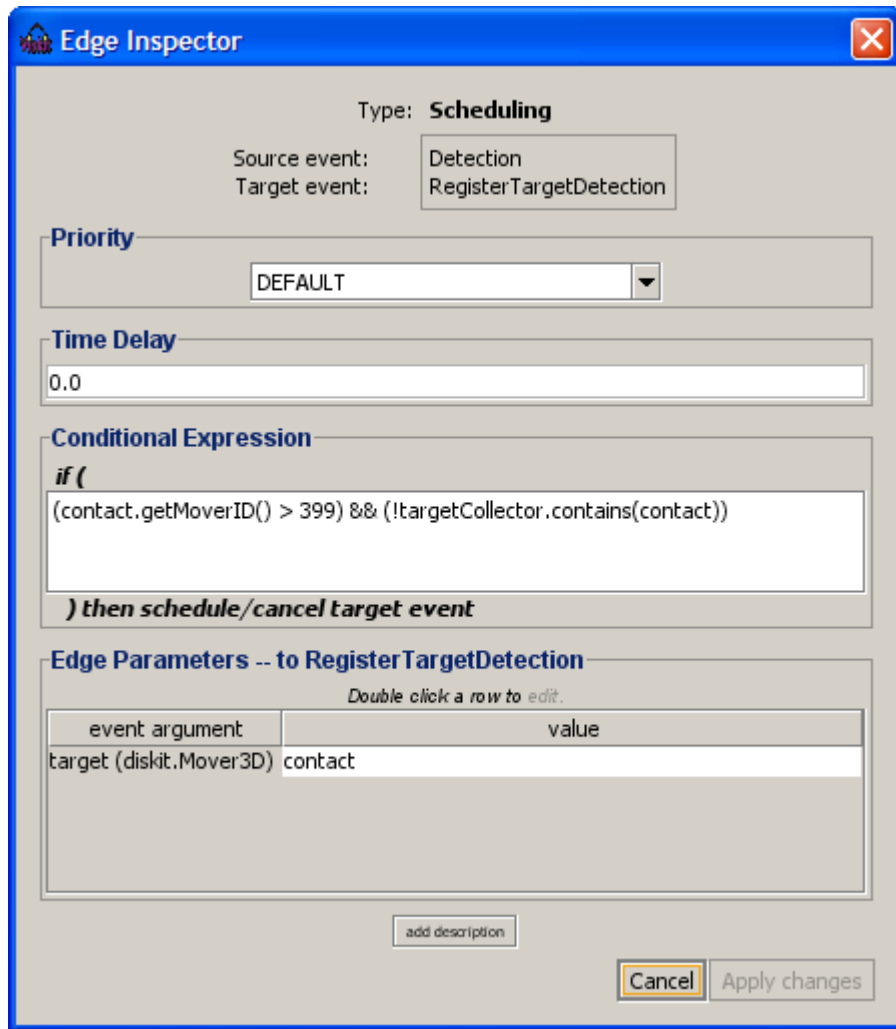 Edge Inspector
Type: Scheduling
Source event: Detection
Target event: RegisterTargetDetection
Priority
DEFAULT
Time Delay
0.0
Conditional Expression
if (
(contact.getMoverID() > 399) && (!targetCollector.contains(contact))
) then schedule/cancel target event
Edge Parameters -- to RegisterTargetDetection
Double click a row to edit.
event argument value
target (diskit.Mover3D) contact
add description
Cancel Apply changes